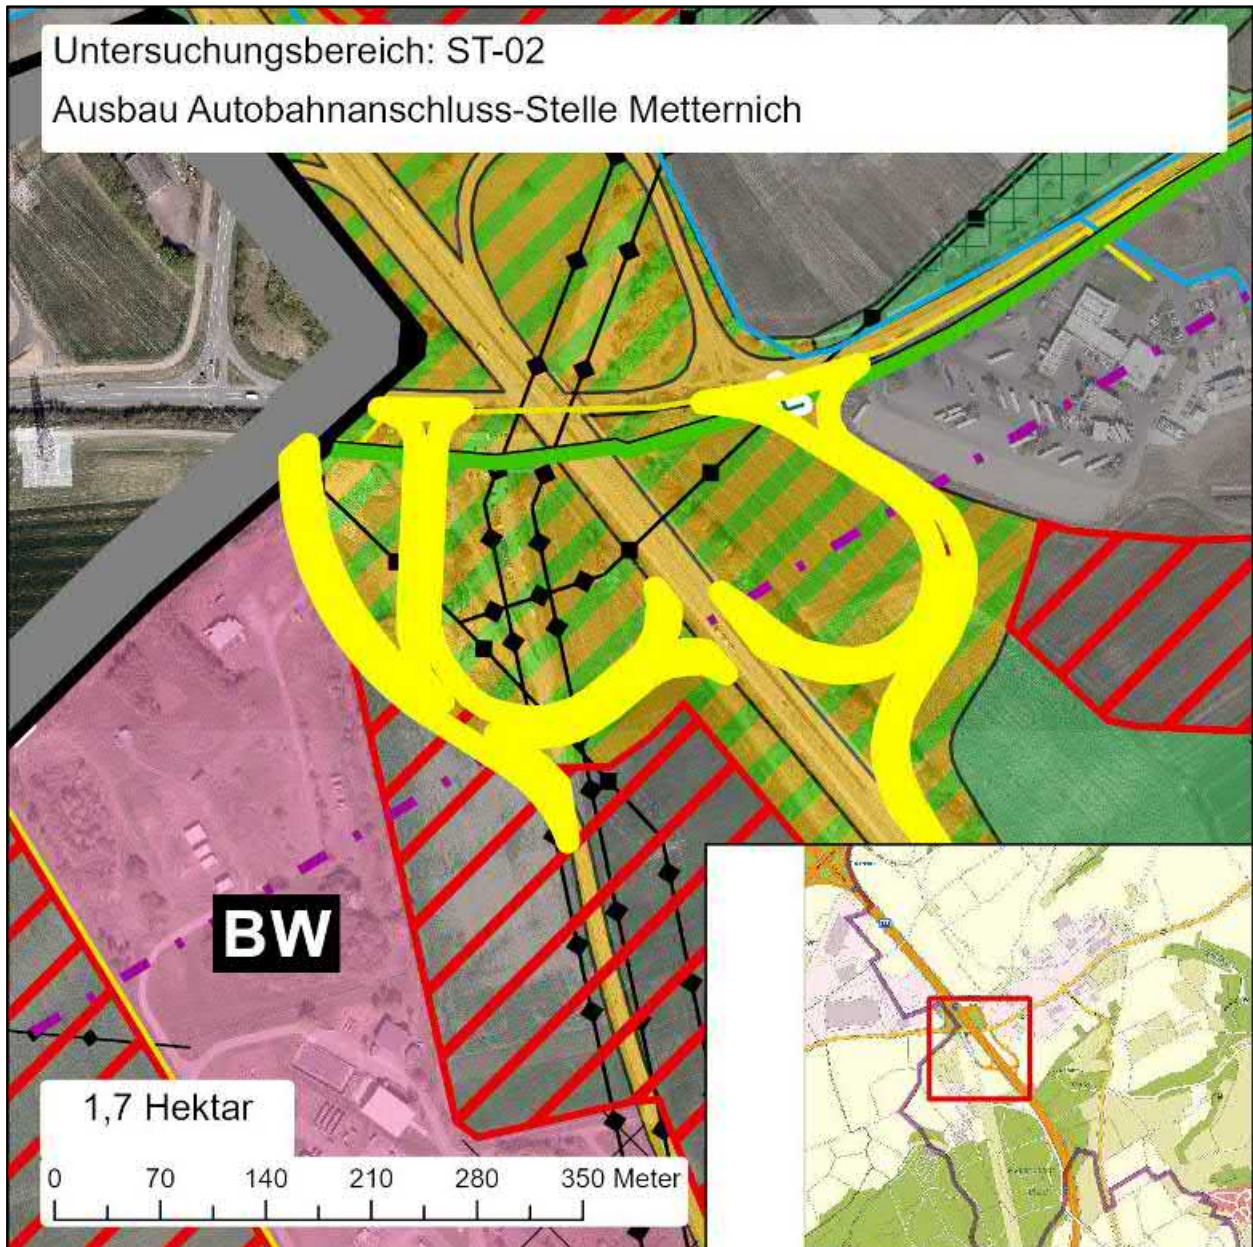 Untersuchungsbereich: ST-02
Ausbau Autobahnanschluss-Stelle Metternich
BW
1,7 Hektar
0 70 140 210 280 350 Meter